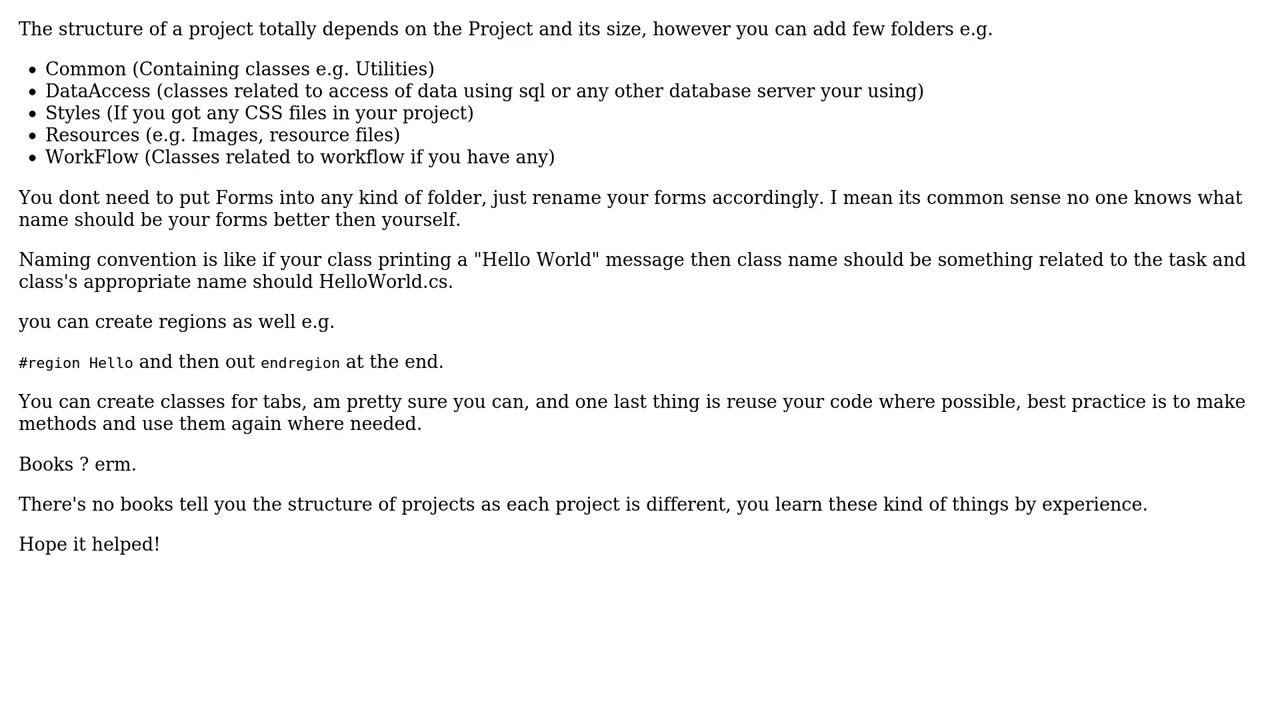 The structure of a project totally depends on the Project and its size, however you can add few folders e.g.
• Common (Containing classes e.g. Utilities)
• DataAccess (classes related to access of data using sql or any other database server your using)
• Styles (If you got any CSS files in your project)
• Resources (e.g. Images, resource files)
• WorkFlow (Classes related to workflow if you have any)
You dont need to put Forms into any kind of folder, just rename your forms accordingly. I mean its common sense no one knows what
name should be your forms better then yourself.
Naming convention is like if your class printing a "Hello World" message then class name should be something related to the task and
class's appropriate name should HelloWorld.cs.
you can create regions as well e.g.
#region Hello and then out endregion at the end.
You can create classes for tabs, am pretty sure you can, and one last thing is reuse your code where possible, best practice is to make
methods and use them again where needed.
Books ? erm.
There's no books tell you the structure of projects as each project is different, you learn these kind of things by experience.
Hope it helped!